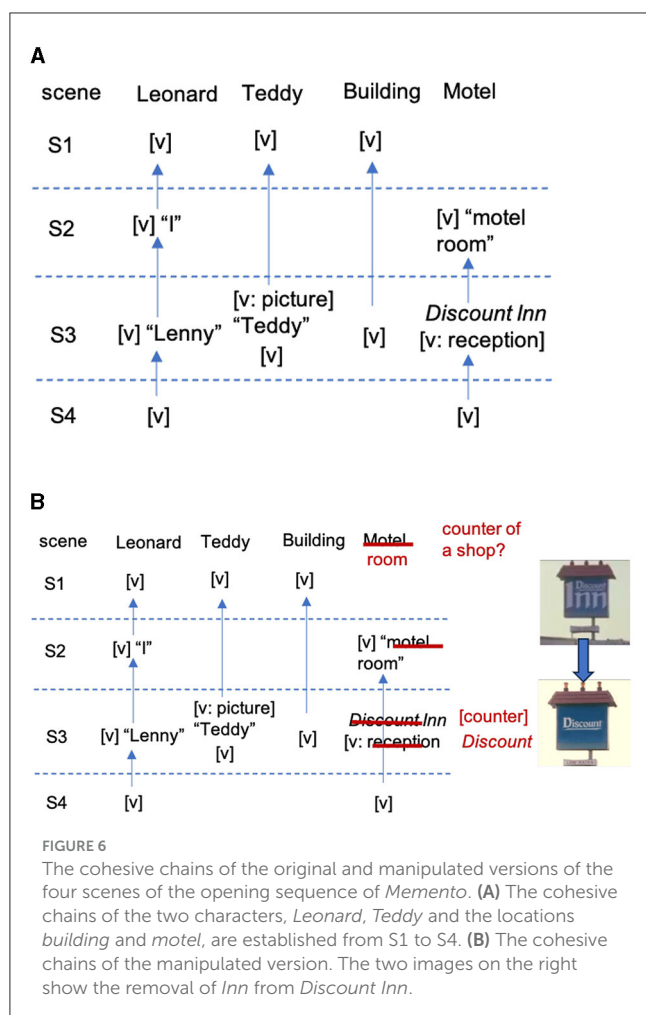 A
scene Leonard Teddy Building Motel
S1 [v] [v] [v]
S2 [v] "I" [v] "motel
room"
[v: picture] Discount Inn
S3 [v] "Lenny" "Teddy" [v] [v: reception]
[v]
S4 [v] [v]
B
scene Leonard Teddy Building Motel counter of
room a shop?
S1 [v] [v] [v]
Discount
Inn
S2 [v] "I" [v] "motel
room"
[v: picture] Discount Inn [counter]
S3 [v] "Lenny" "Teddy" [v] [v: reception Discount
[v]
Discount
S4 [v] [v]
FIGURE 6
The cohesive chains of the original and manipulated versions of the
four scenes of the opening sequence of Memento. (A) The cohesive
chains of the two characters, Leonard, Teddy and the locations
building and motel, are established from S1 to S4. (B) The cohesive
chains of the manipulated version. The two images on the right
show the removal of Inn from Discount Inn.